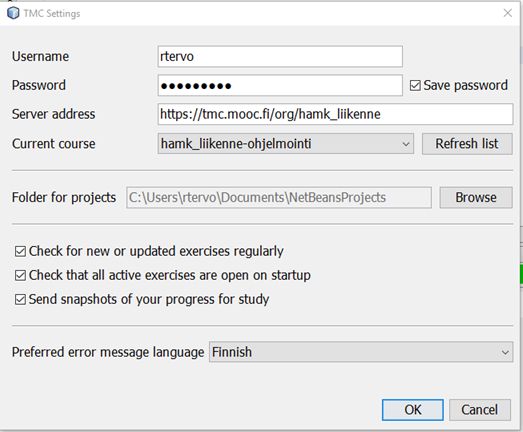 TMC Settings
Username rtervo
Password ●●●●●●●●● Save password
Server address https://tmc.mooc.fi/org/hamk_liikenne
Current course hamk_liikenne-ohjelmointi Refresh list
Folder for projects C:\Users\rtervo\Documents\NetBeansProjects Browse
Check for new or updated exercises regularly
Check that all active exercises are open on startup
Send snapshots of your progress for study
Preferred error message language Finnish
OK Cancel